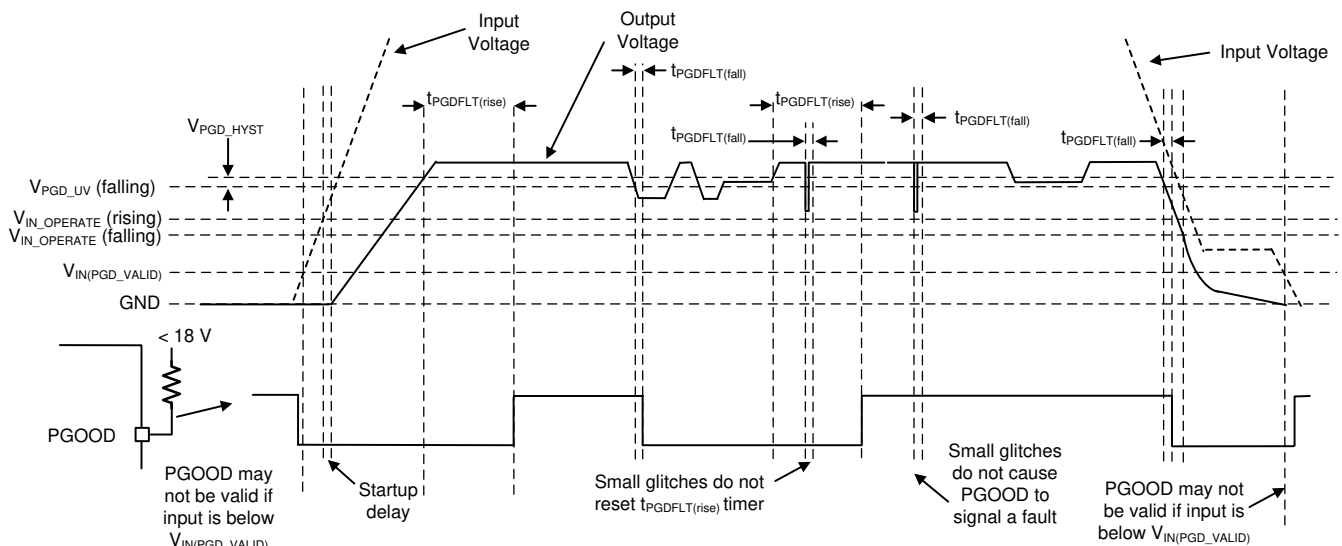 Input
Voltage
Output
Voltage
Input Voltage
tPGDFLT(fall)
tPGDFLT(rise)
tPGDFLT(rise)
tPGDFLT(fall)
tPGDFLT(fall)
tPGDFLT(fall)
VPGD_HYST
VPGD_UV (falling)
VIN_OPERATE (rising)
VIN_OPERATE (falling)
VIN(PGD_VALID)
GND
< 18 V
PGOOD
PGOOD may
not be valid if
input is below
VIN(PGD_VALID)
Startup
delay
Small glitches do not
reset tPGDFLT(rise) timer
Small glitches
do not cause
PGOOD to
signal a fault
PGOOD may not
be valid if input is
below VIN(PGD_VALID)